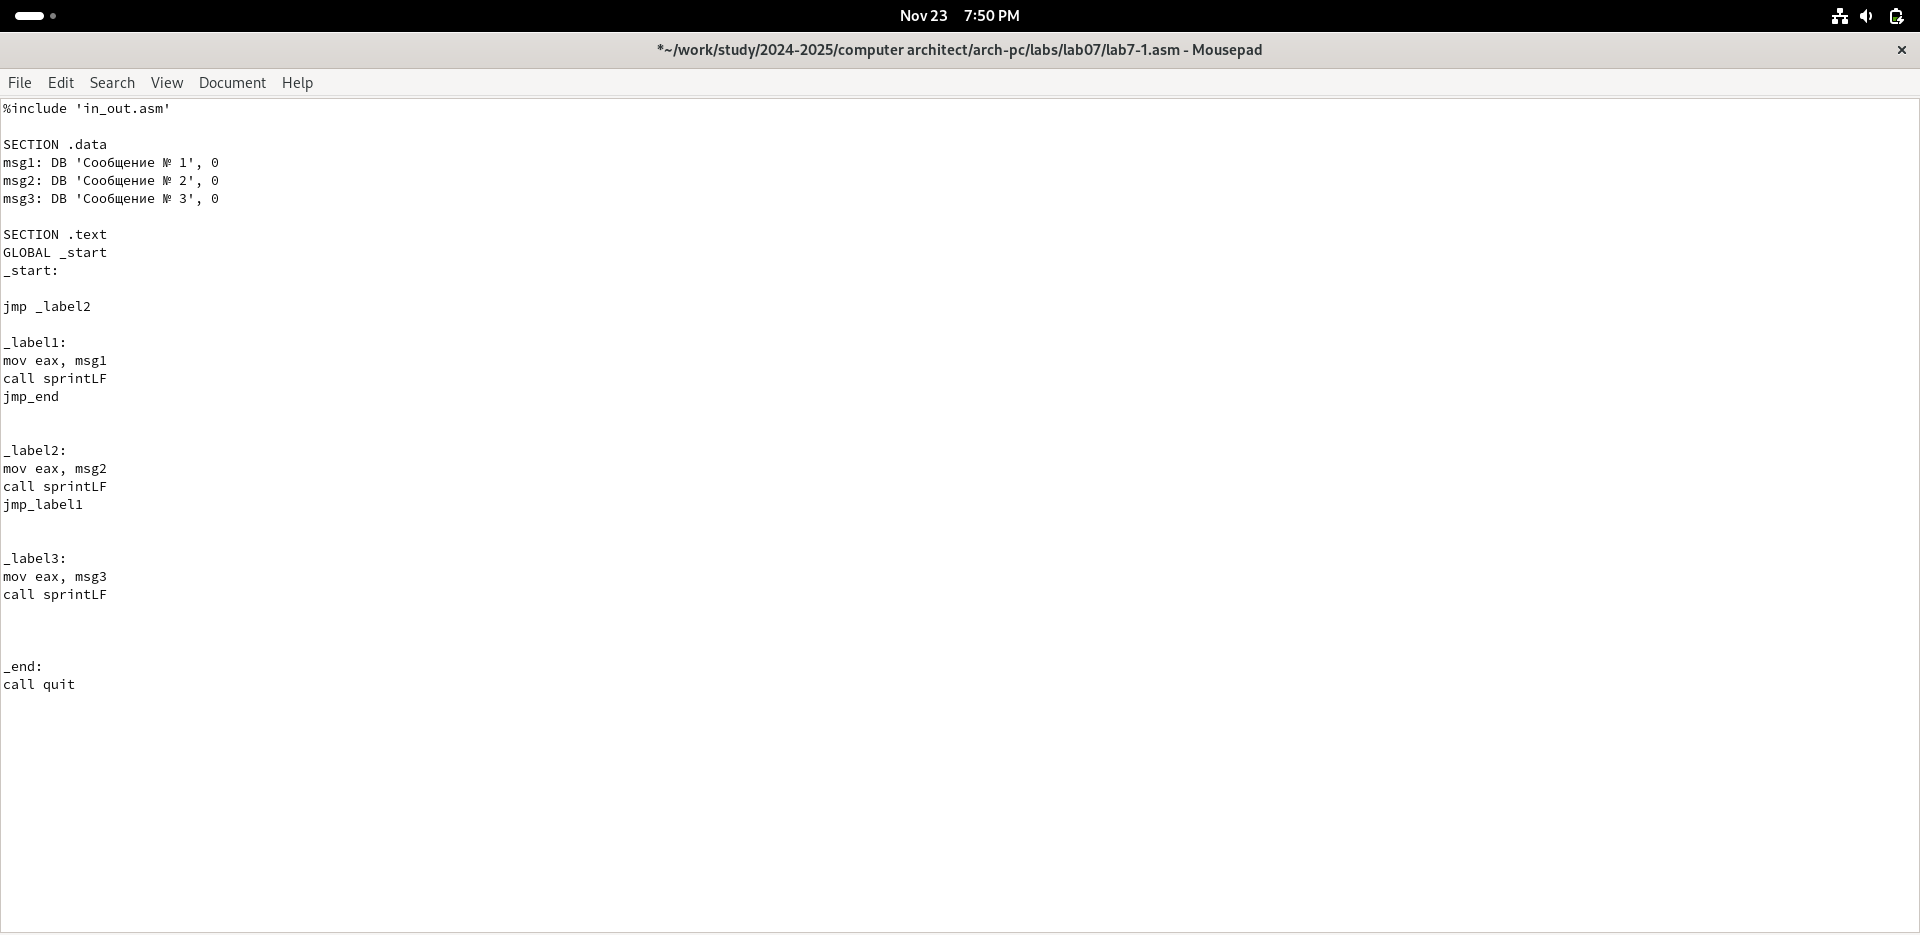 Nov 23 7:50 PM
*~/work/study/2024-2025/computer architect/arch-pc/labs/lab07/lab7-1.asm - Mousepad
×
File Edit Search View Document Help
%include 'in_out.asm'
SECTION .data
msg1: DB 'Сообщение № 1', 0
msg2: DB 'Сообщение № 2', 0
msg3: DB 'Сообщение № 3', 0
SECTION .text
GLOBAL _start
_start:
jmp _label2
_label1:
mov eax, msg1
call sprintLF
jmp_end
_label2:
mov eax, msg2
call sprintLF
jmp_label1
_label3:
mov eax, msg3
call sprintLF
_end:
call quit